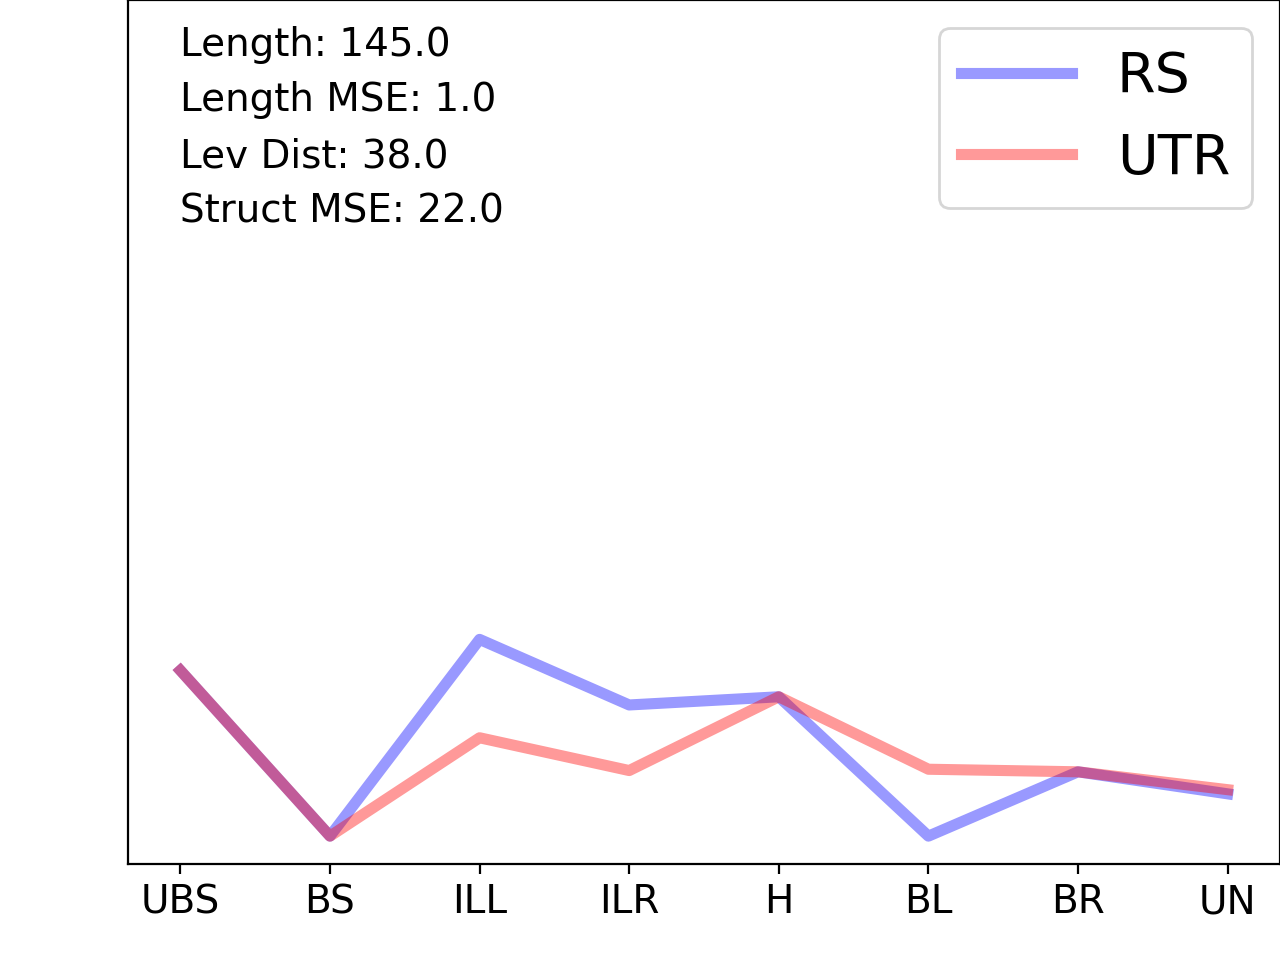 Length: 145.0
Length MSE: 1.0
Lev Dist: 38.0
Struct MSE: 22.0
RS
UTR
UBS BS ILL ILR H BL BR UN